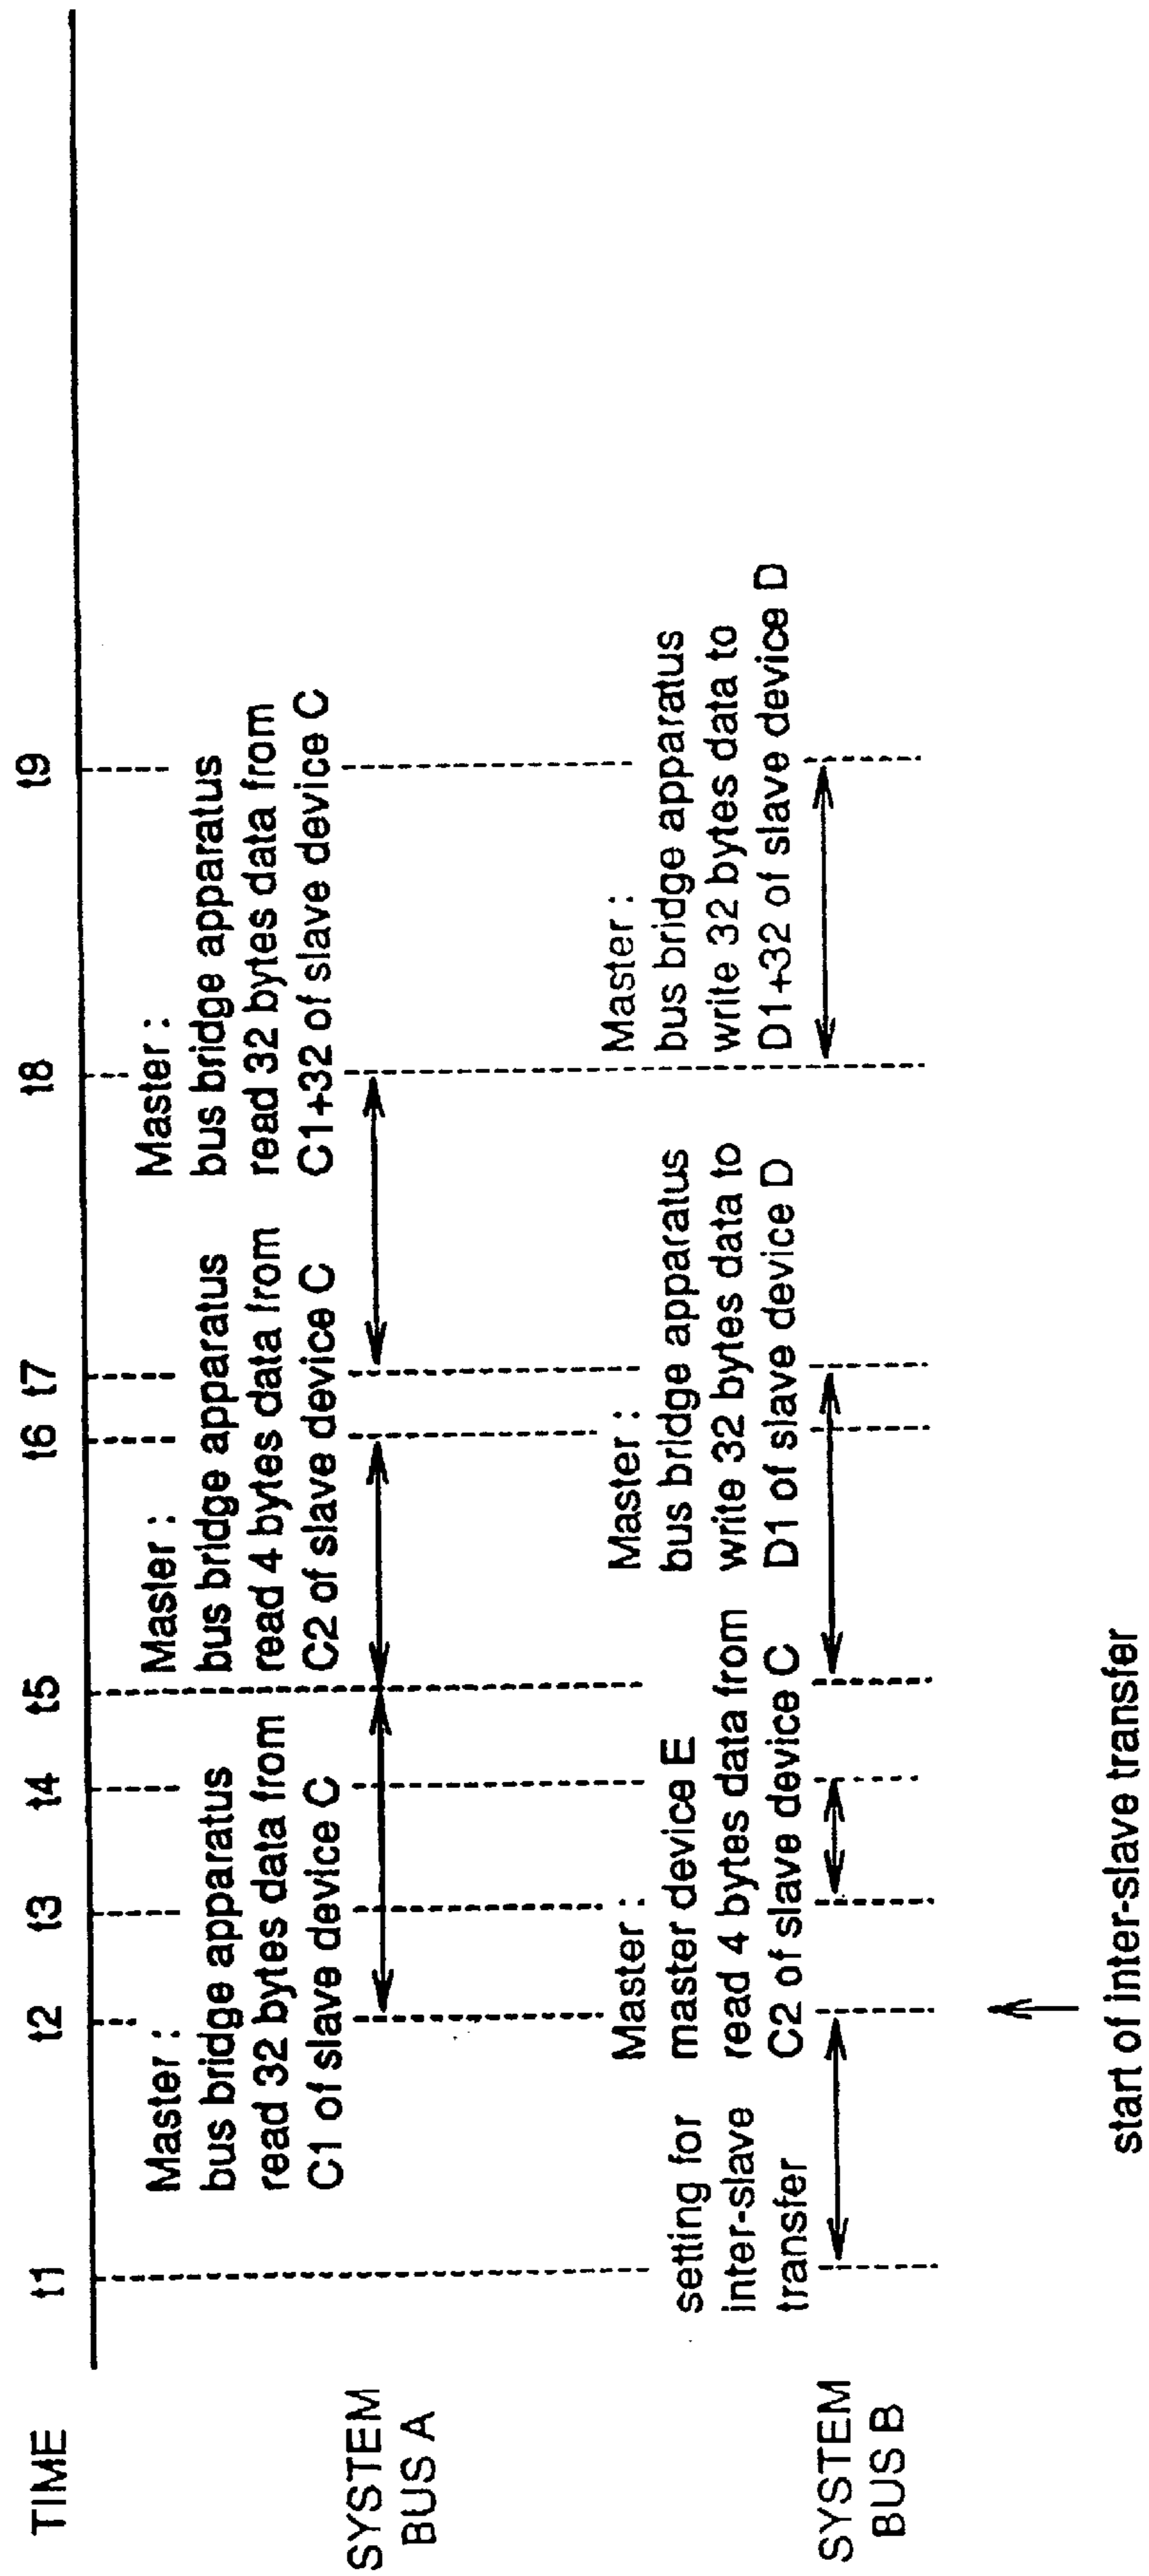 TIME
t1
t2
t3
t4
t5
t6
t7
t8
t9
SYSTEM
BUS A
Master :
bus bridge apparatus
read 32 bytes data from
C1 of slave device C
Master :
bus bridge apparatus
read 4 bytes data from
C2 of slave device C
Master :
bus bridge apparatus
read 32 bytes data from
C1+32 of slave device C
SYSTEM
BUS B
setting for
inter-slave
transfer
Master :
master device E
read 4 bytes data from
C2 of slave device C
Master :
bus bridge apparatus
write 32 bytes data to
D1 of slave device D
Master :
bus bridge apparatus
write 32 bytes data to
D1+32 of slave device D
start of inter-slave transfer